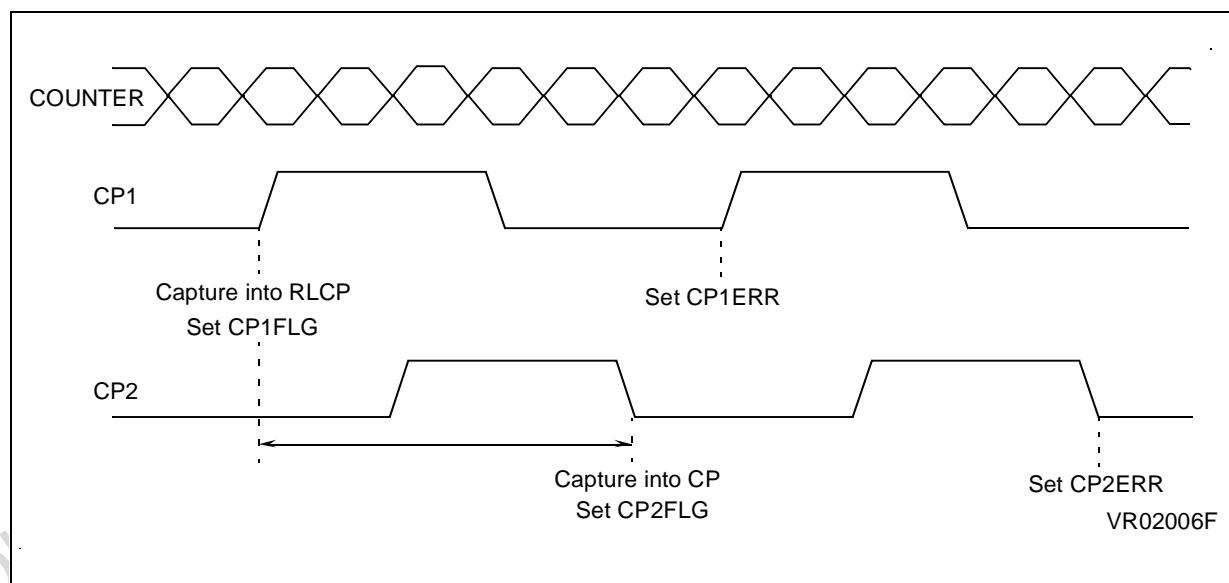 COUNTER
CP1
Capture into RLCP
Set CP1FLG
Set CP1ERR
CP2
Capture into CP
Set CP2FLG
Set CP2ERR
VR02006F